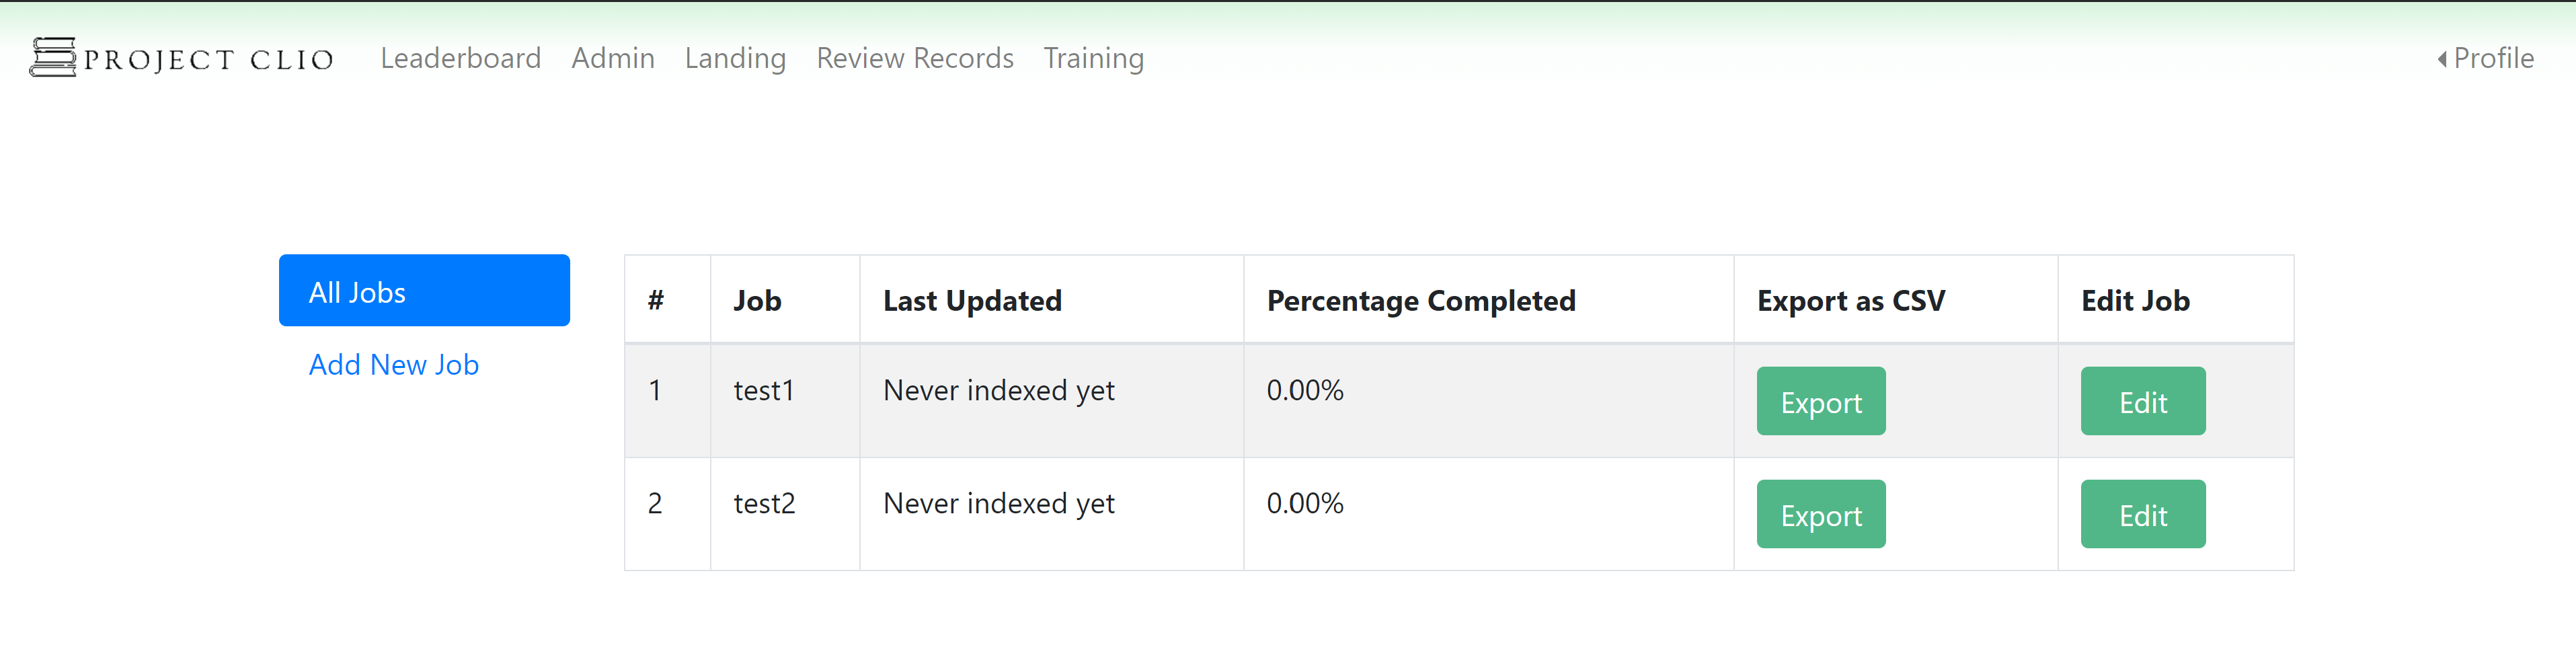 PROJECT CLIO Leaderboard Admin Landing Review Records Training Profile
All Jobs
Add New Job
# Job Last Updated Percentage Completed Export as CSV Edit Job
1 test1 Never indexed yet 0.00% Export Edit
2 test2 Never indexed yet 0.00% Export Edit